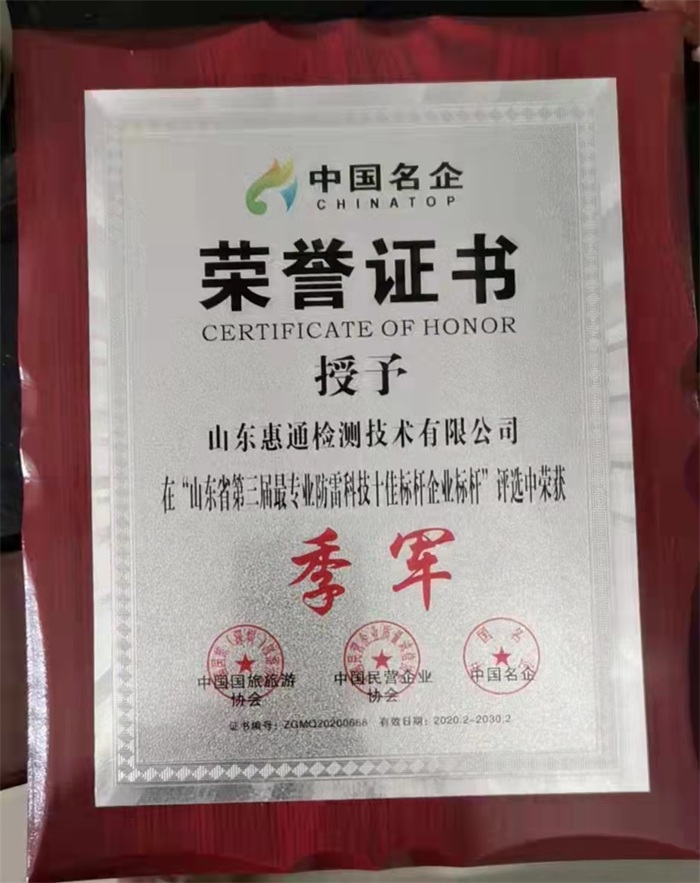 中国名企
CHINATOP
荣誉证书
CERTIFICATE OF HONOR
授予
山东惠通检测技术有限公司
在“山东省第三届最专业防雷科技十佳标杆企业标杆”评选中荣获
季军
中国国旅旅游
协会
中国民营企业
协会
中国名企
证书编号：ZGMQ20200668 有效日期：2020.2-2030.2